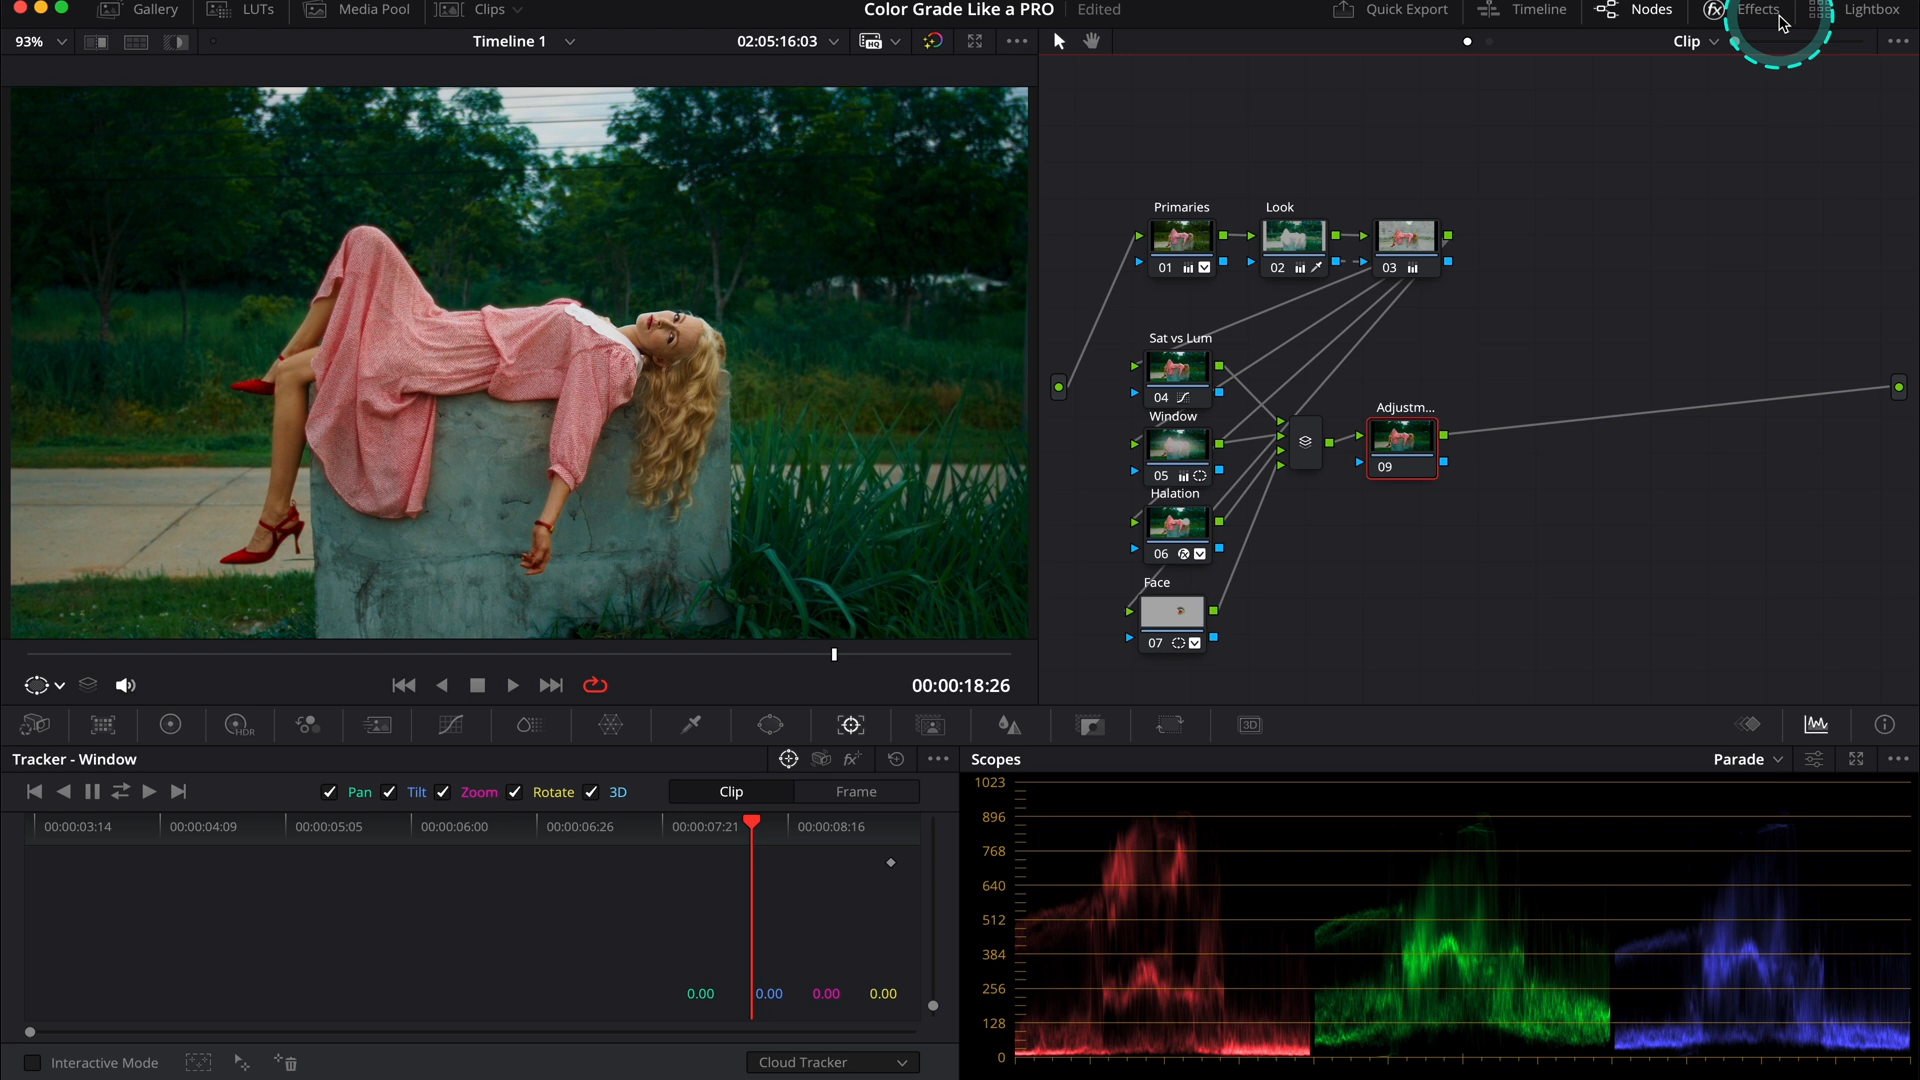 Gallery LUTs Media Pool Clips Color Grade Like a PRO Edited Quick Export Timeline Nodes Effects Lightbox
93% Timeline 1 02:05:16:03 HQ Clip
Primaries Look
01 02 03
Sat vs Lum
04
Window Adjustm...
05 09
Halation
06
Face
07
00:00:18:26
HDR 3D
Tracker - Window Scopes Parade
Pan Tilt Zoom Rotate 3D Clip Frame
00:00:03:14 00:00:04:09 00:00:05:05 00:00:06:00 00:00:06:26 00:00:07:21 00:00:08:16
0.00 0.00 0.00 0.00
Interactive Mode Cloud Tracker
1023
896
768
640
512
384
256
128
0